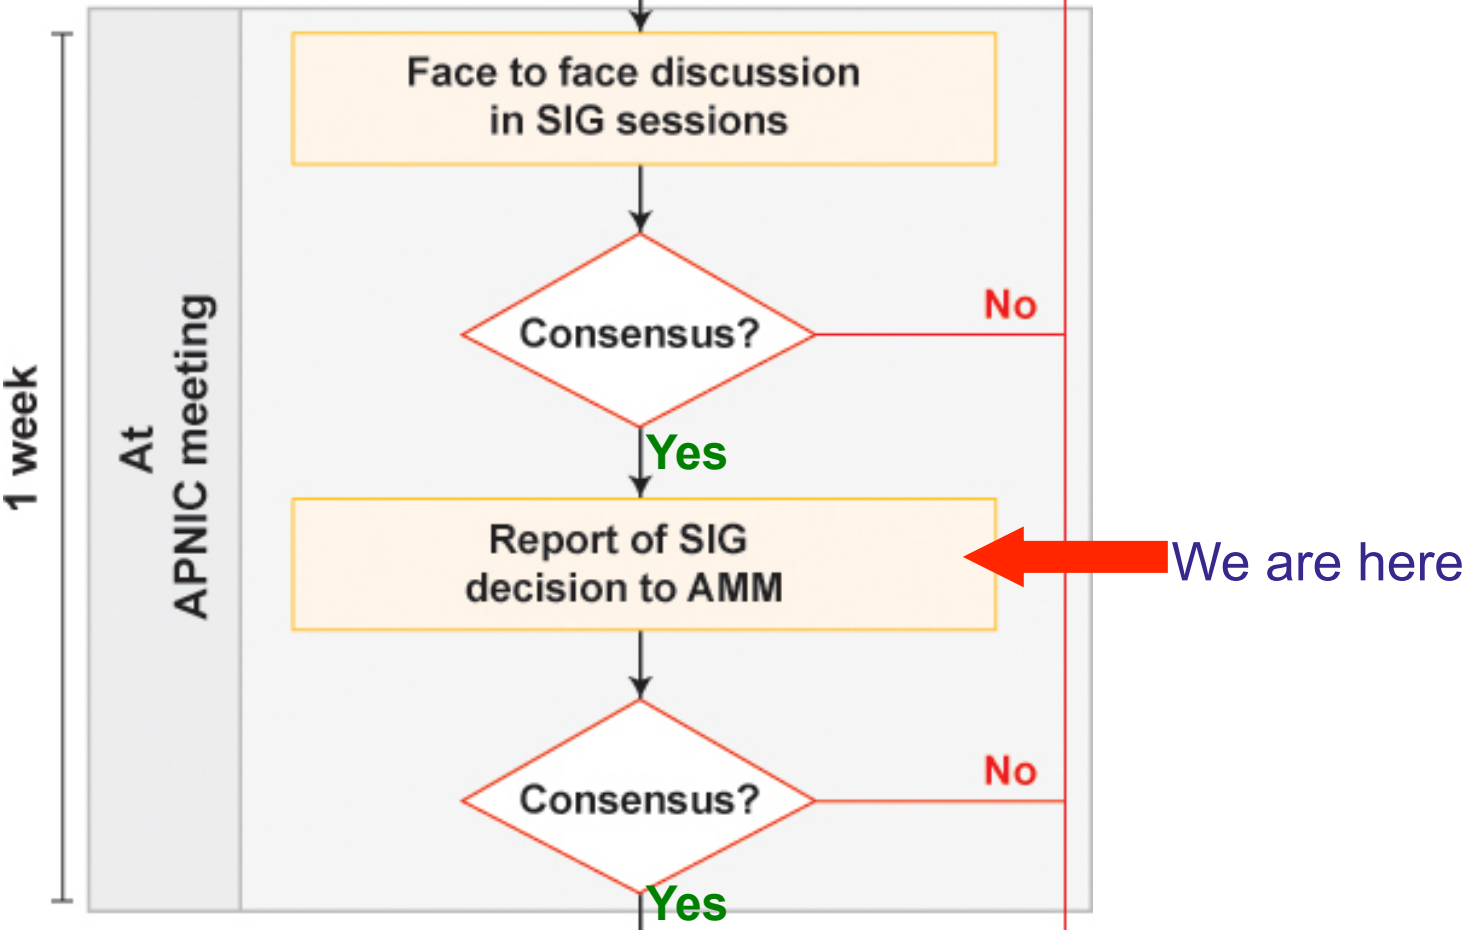 1 week
At
APNIC meeting
Face to face discussion
in SIG sessions
Consensus?
No
Yes
Report of SIG
decision to AMM
We are here
Consensus?
No
Yes